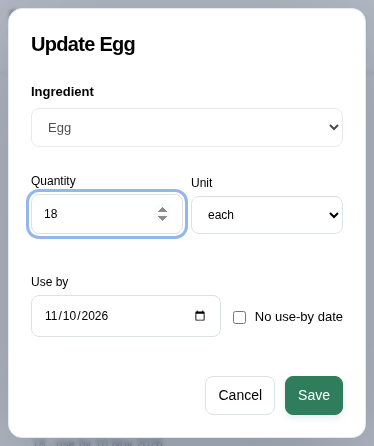 Update Egg
Ingredient
Egg
Quantity
Unit
18
each
Use by
11/10/2026
No use-by date
Cancel
Save